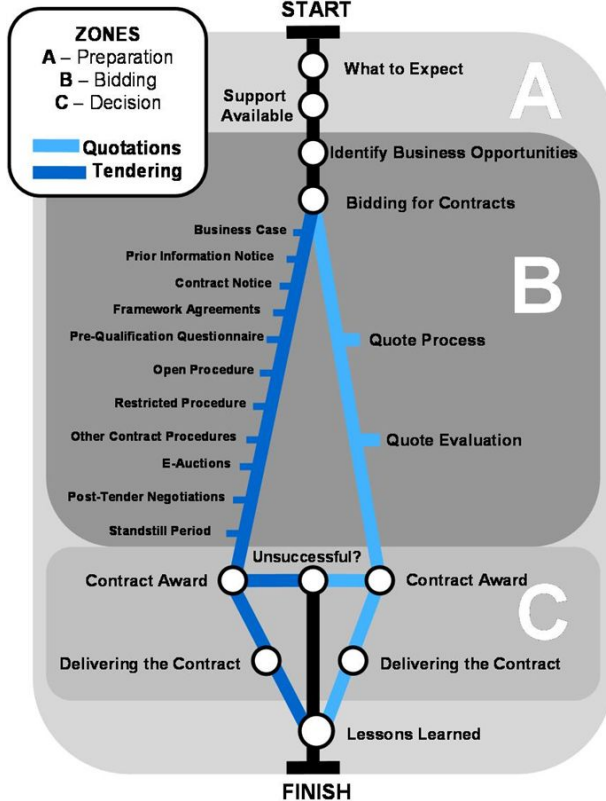 START
ZONES
A – Preparation
B – Bidding
C – Decision
Quotations
Tendering
A
What to Expect
Support
Available
Identify Business Opportunities
Bidding for Contracts
B
Business Case
Prior Information Notice
Contract Notice
Framework Agreements
Pre-Qualification Questionnaire
Open Procedure
Restricted Procedure
Other Contract Procedures
E-Auctions
Post-Tender Negotiations
Standstill Period
Quote Process
Quote Evaluation
Unsuccessful?
Contract Award
Contract Award
C
Delivering the Contract
Delivering the Contract
Lessons Learned
FINISH